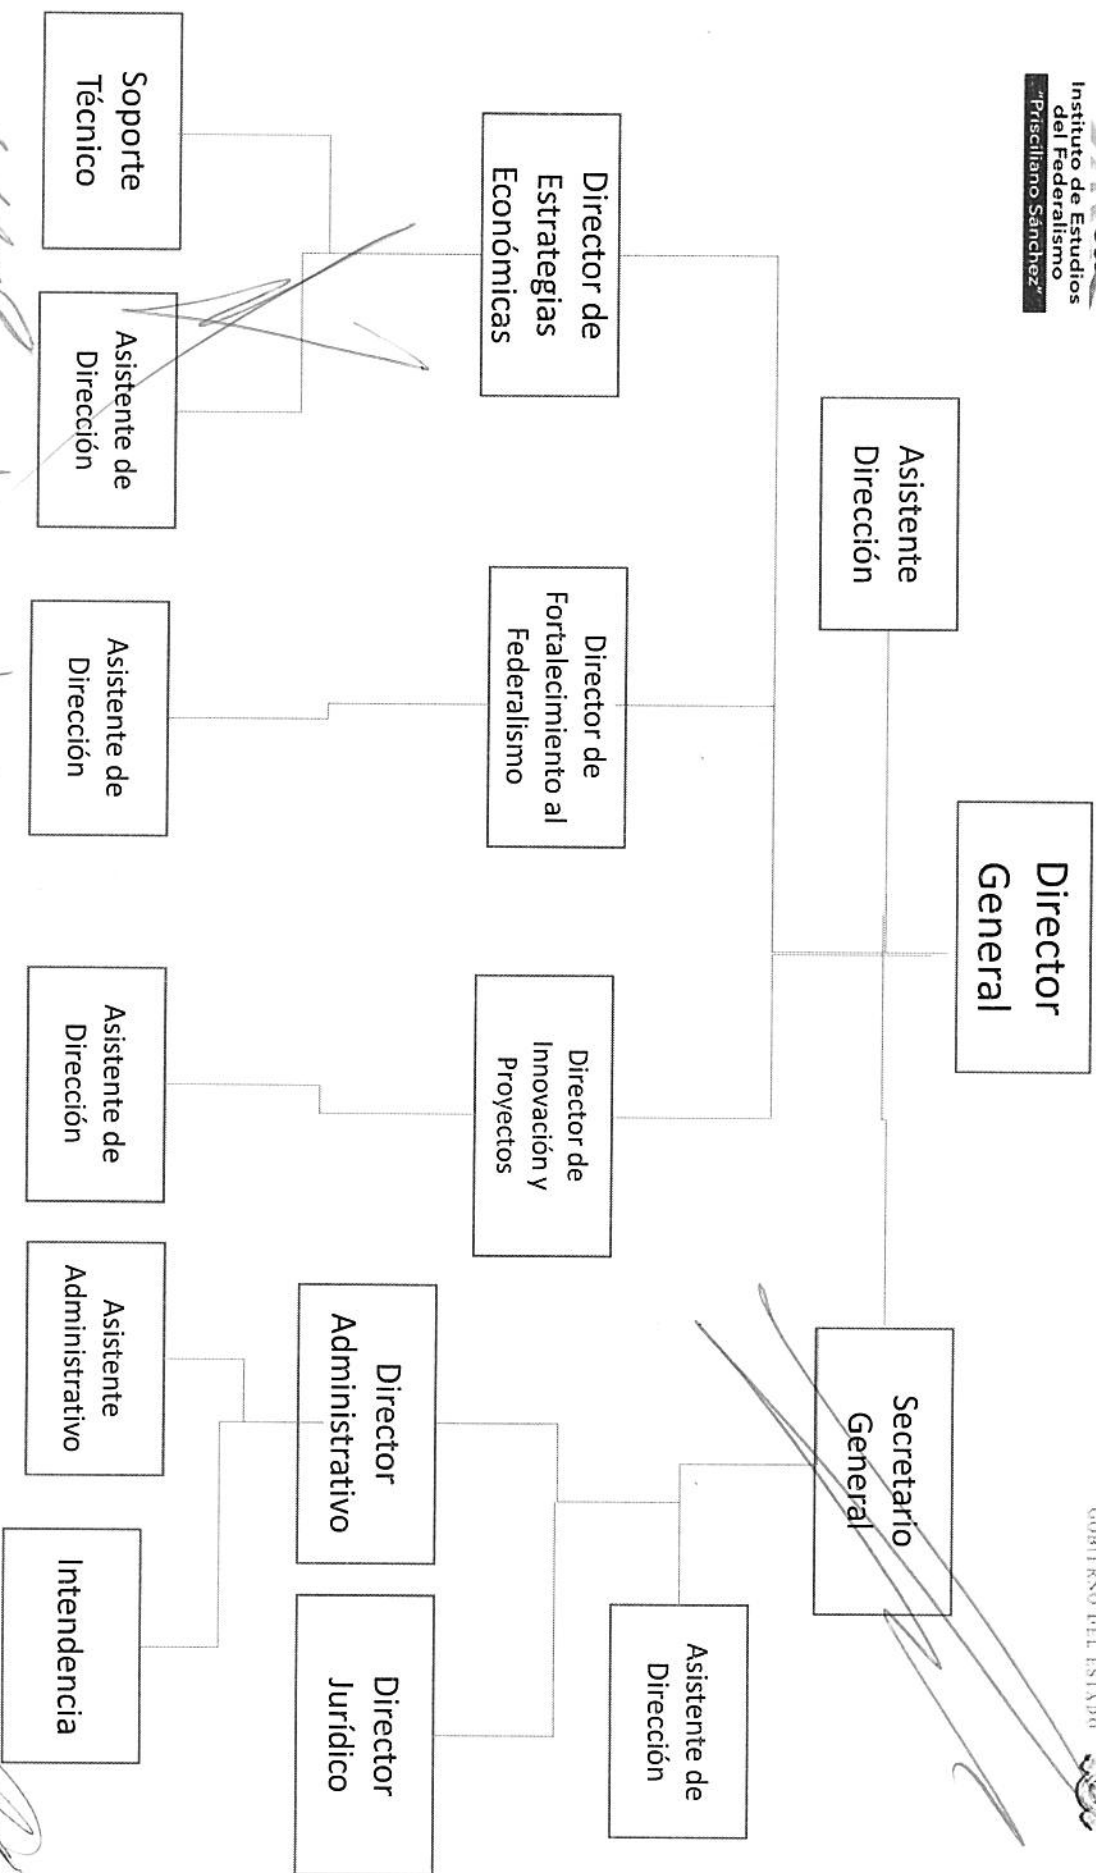 Instituto de Estudios
del Federalismo
"Prisciliano Sánchez"
GOBIERNO DEL ESTADO
Director
General
Asistente
Dirección
Secretario
General
Asistente de
Dirección
Director de
Estrategias
Económicas
Director de
Fortalecimiento al
Federalismo
Director de
Innovación y
Proyectos
Director
Administrativo
Director
Jurídico
Soporte
Técnico
Asistente de
Dirección
Asistente de
Dirección
Asistente de
Dirección
Asistente
Administrativo
Intendencia